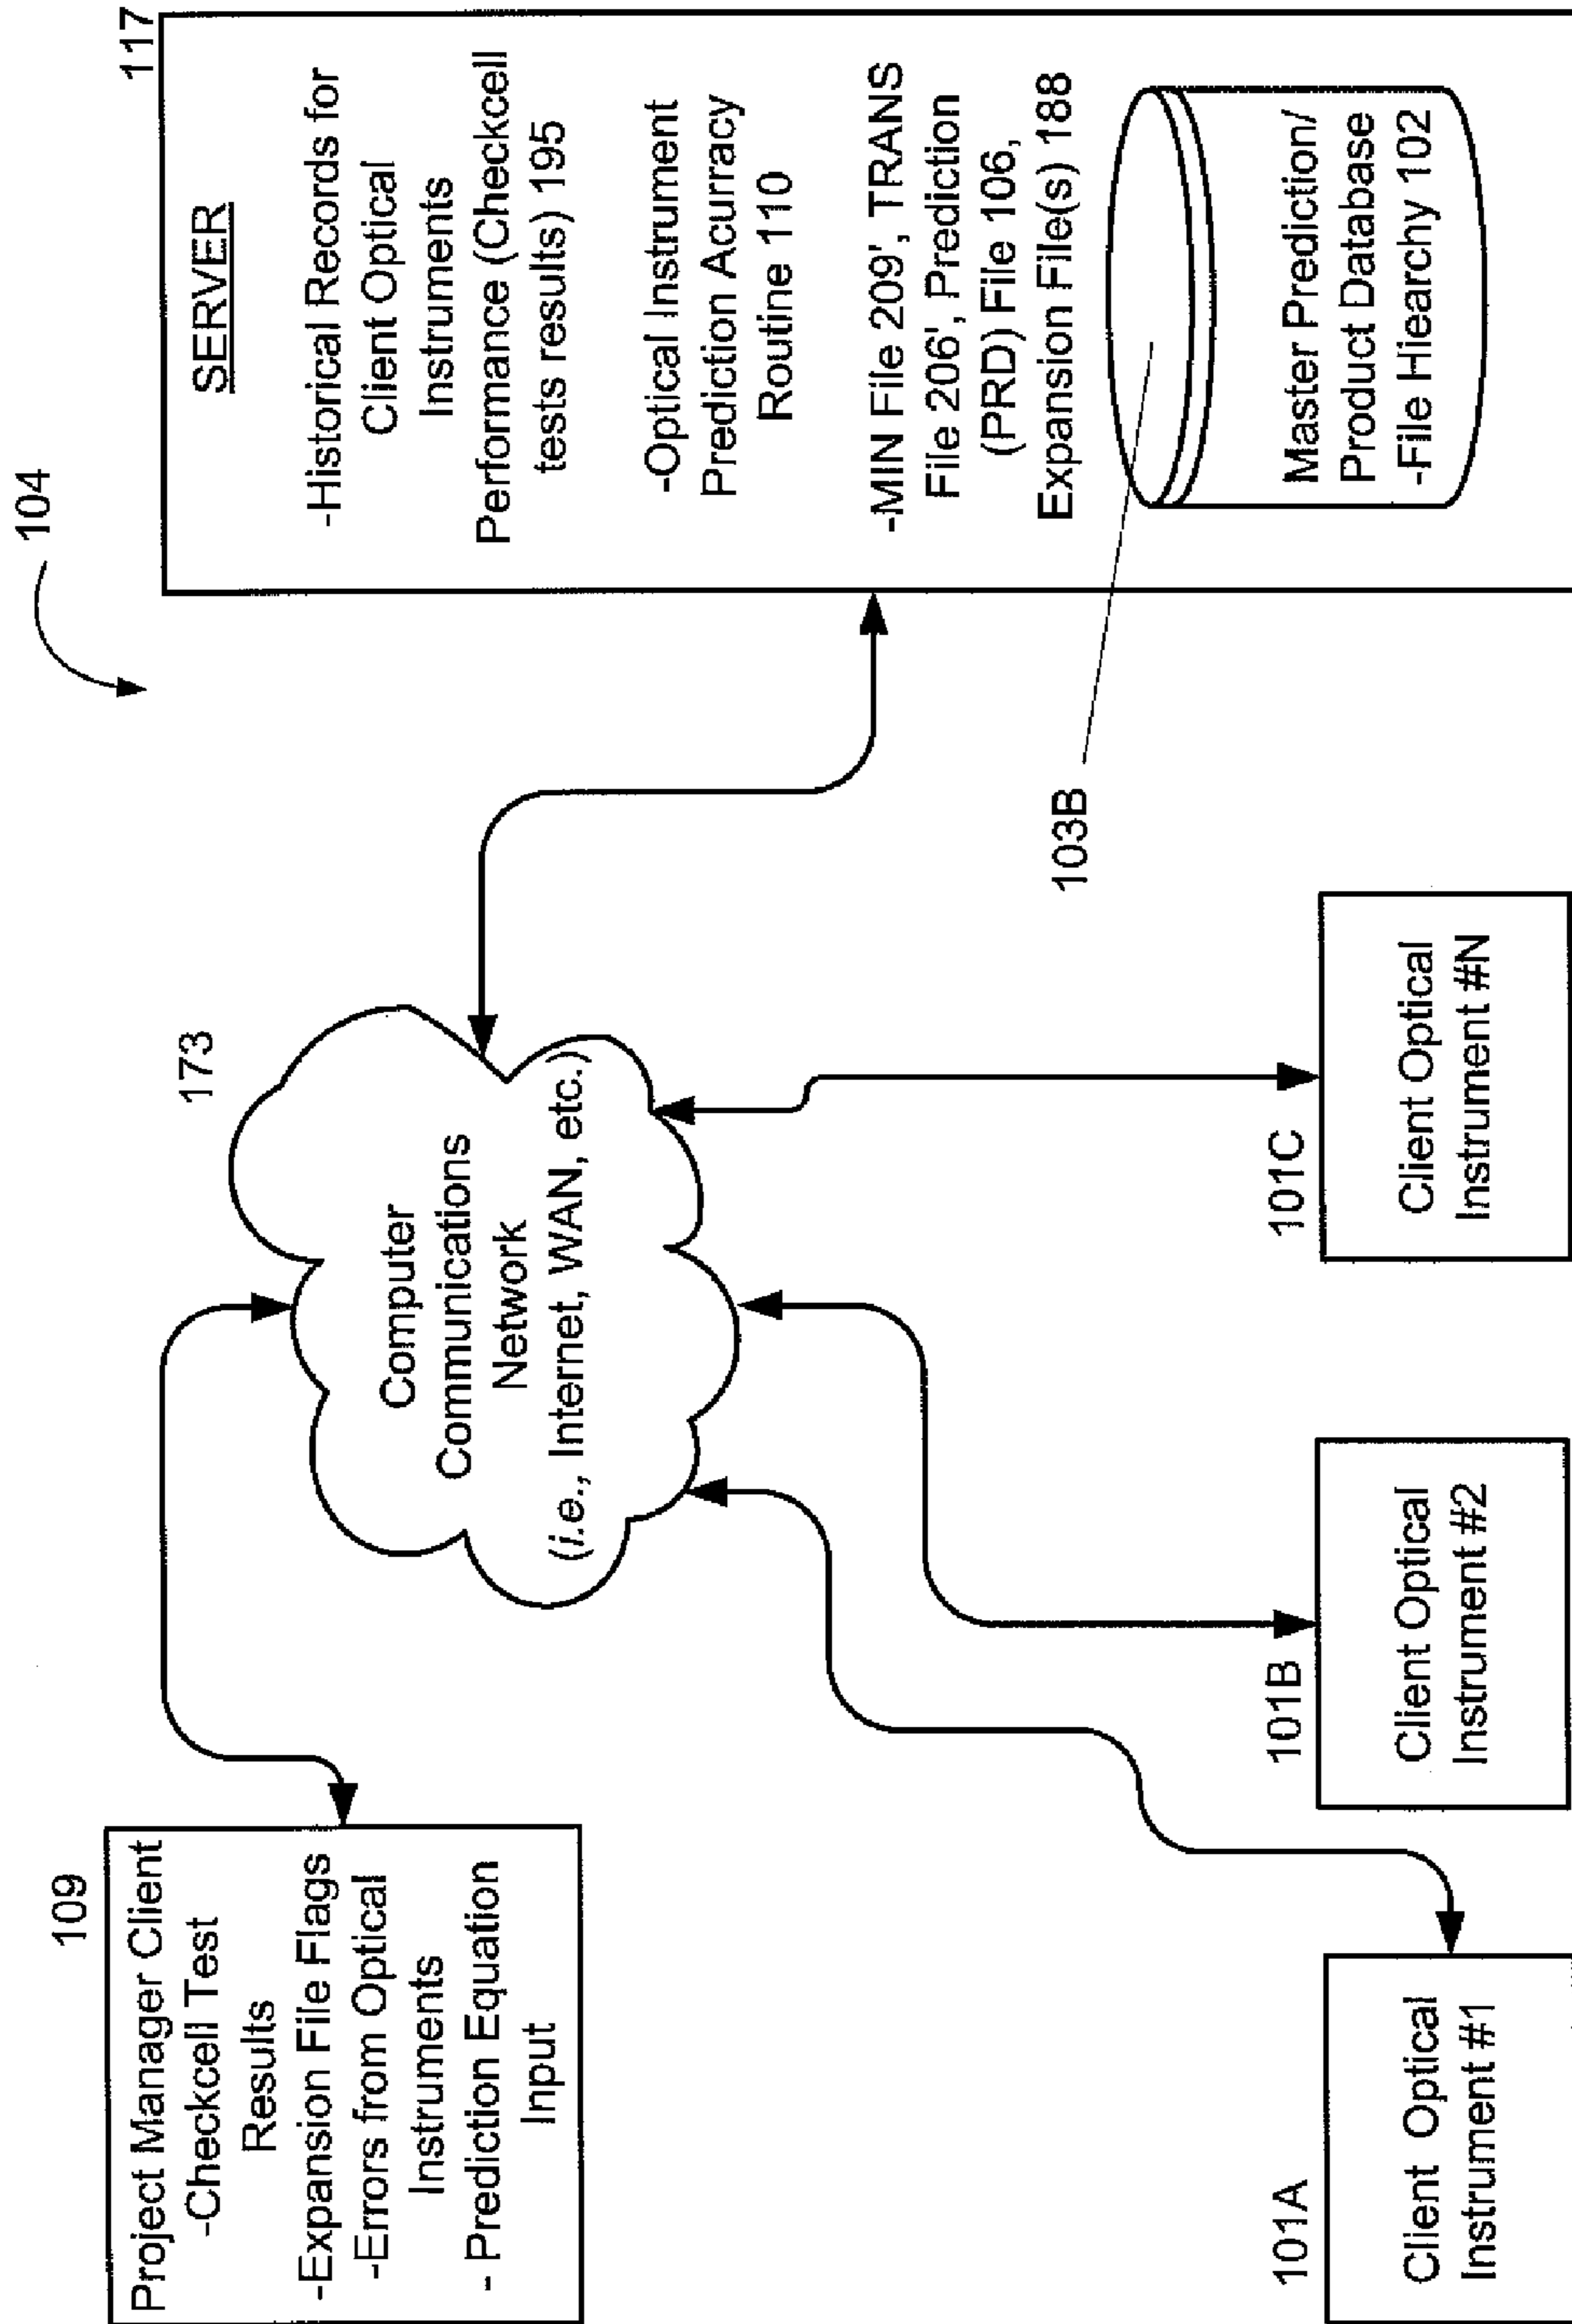 104
109
Project Manager Client
-Checkcell Test
Results
-Expansion File Flags
-Errors from Optical
Instruments
- Prediction Equation
Input
173
Computer
Communications
Network
(i.e., Internet, WAN, etc.)
117
SERVER
-Historical Records for
Client Optical
Instruments
Performance (Checkcell
tests results) 195
-Optical Instrument
Prediction Acurracy
Routine 110
-MIN File 209', TRANS
File 206', Prediction
(PRD) File 106,
Expansion File(s) 188
Master Prediction/
Product Database
-File Hiearchy 102
103B
101A
Client Optical
Instrument #1
101B
Client Optical
Instrument #2
101C
Client Optical
Instrument #N